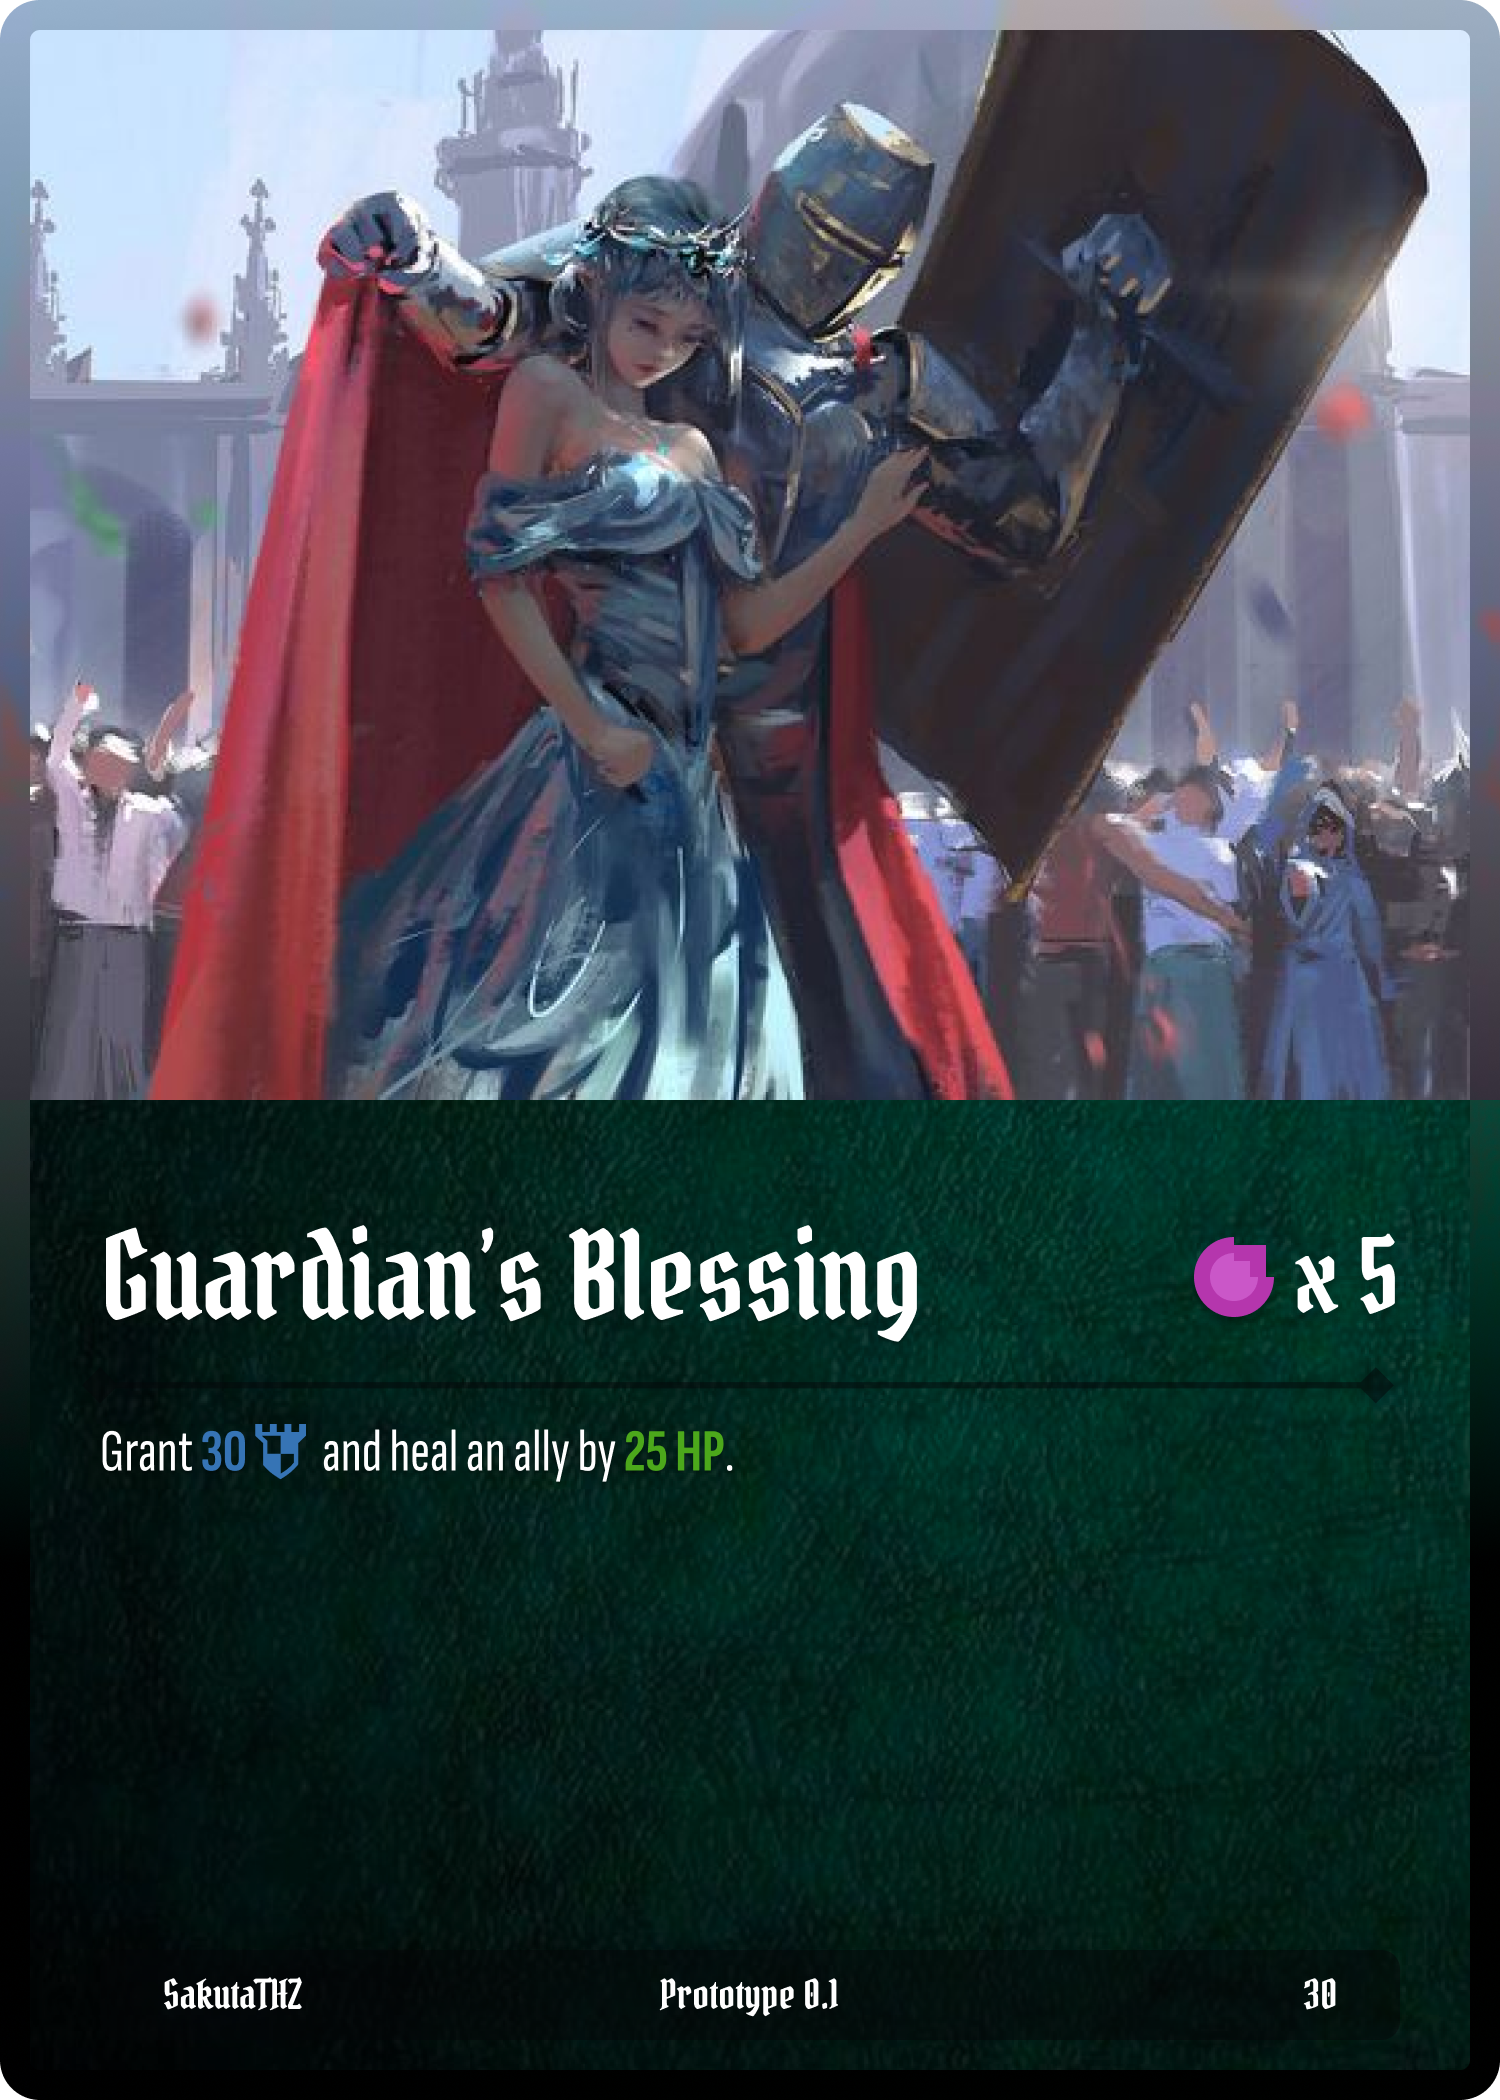 Guardian's Blessing x 5
Grant 30 and heal an ally by 25 HP.
SakutaTHZ Prototype 0.1 30